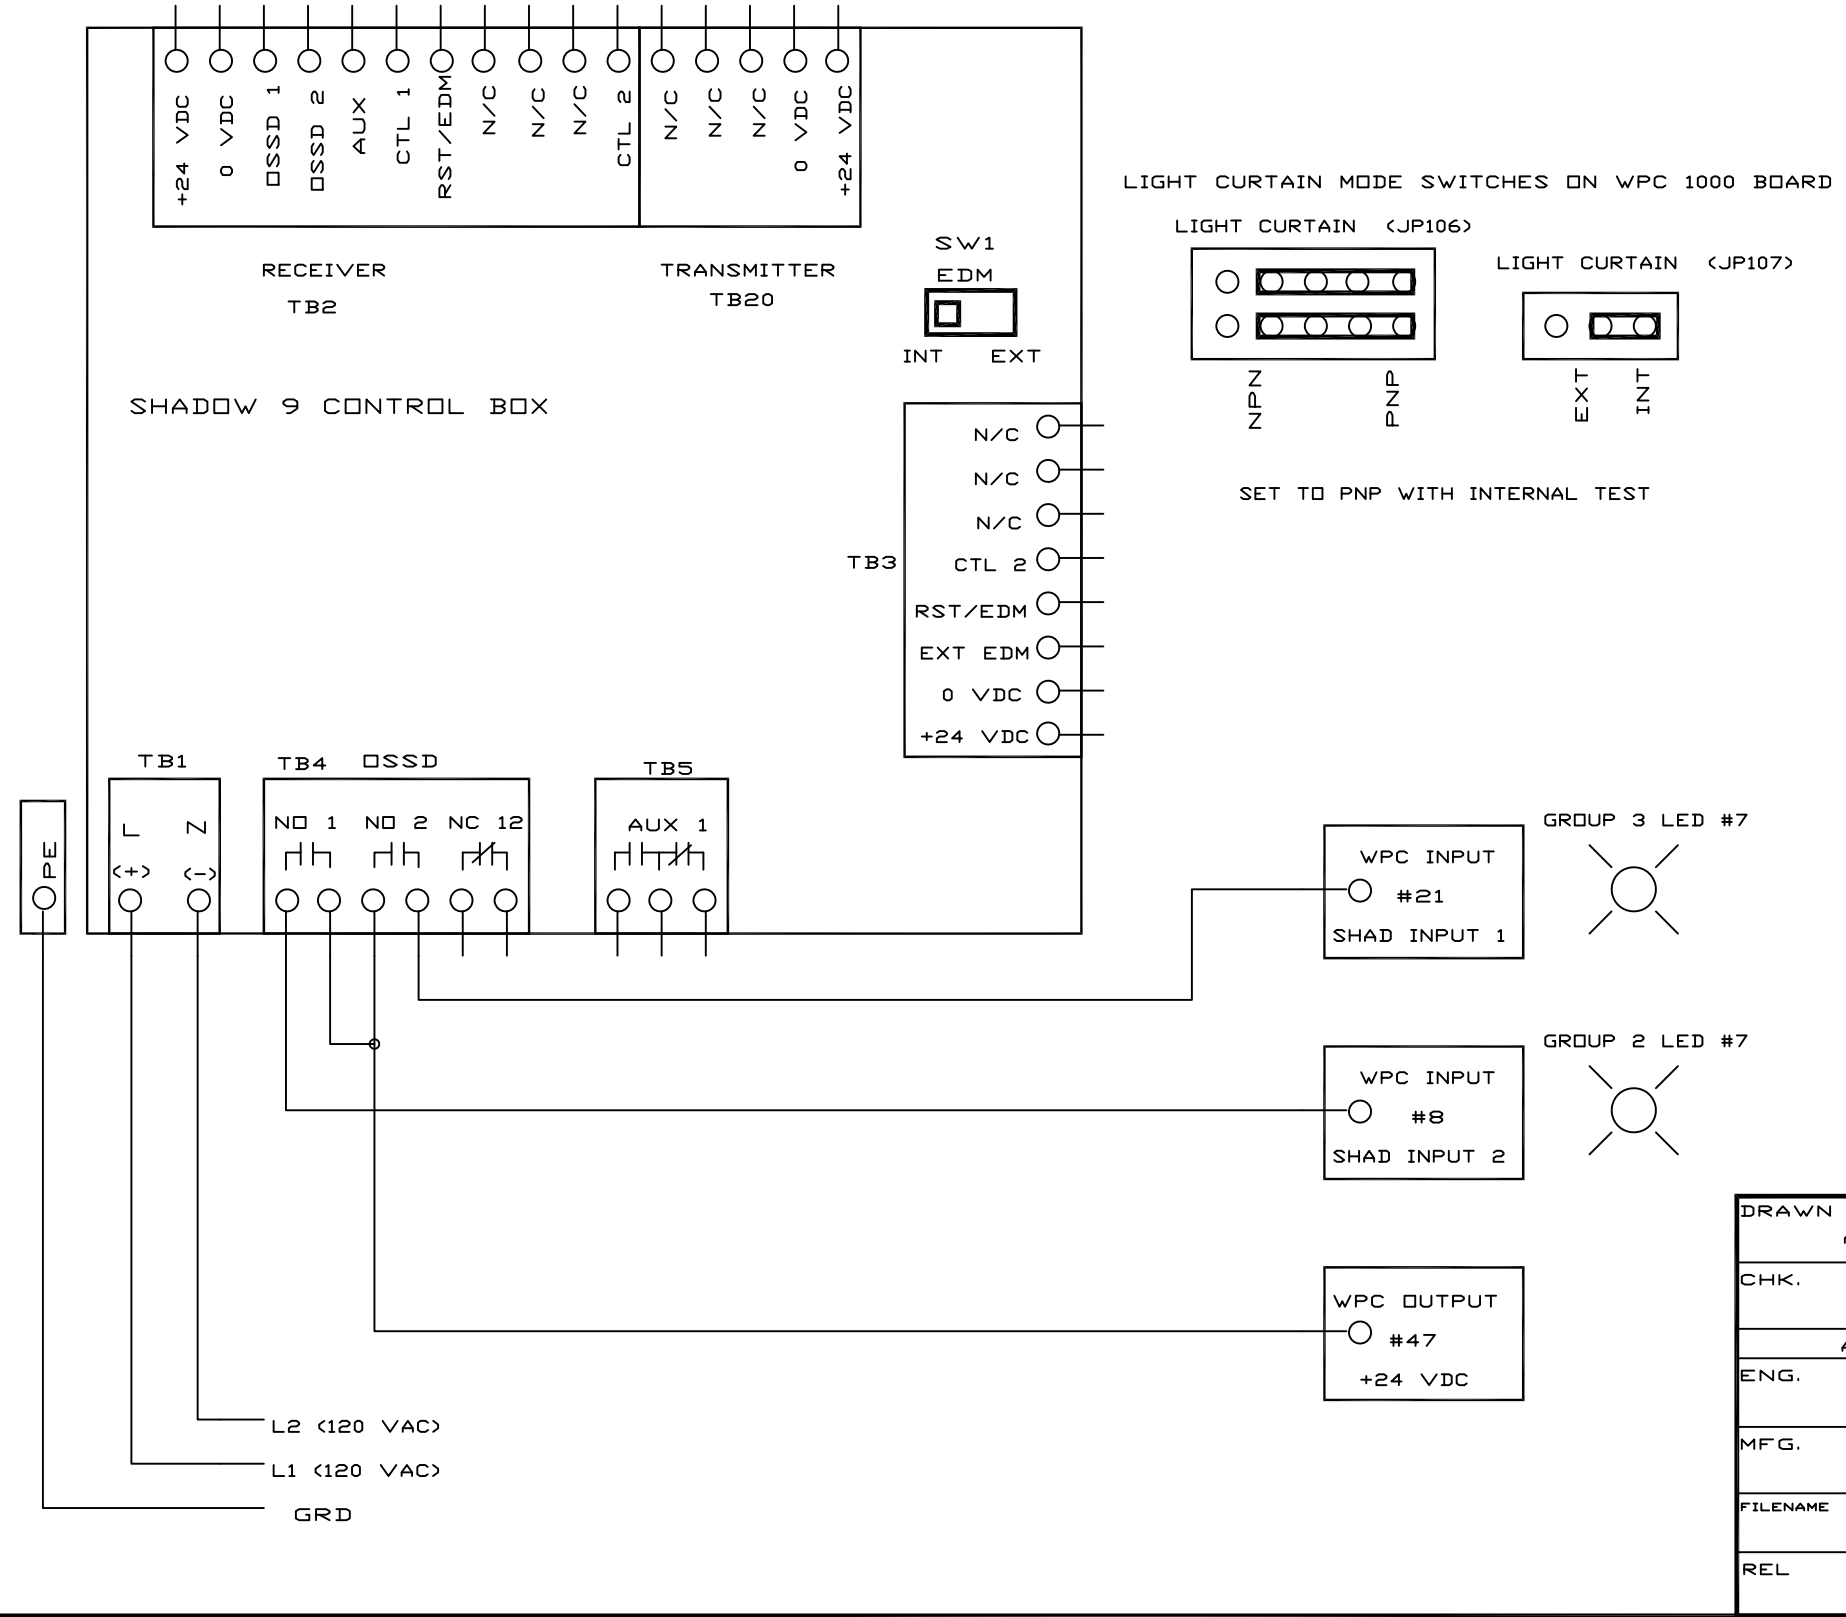 +24 VDC
0 VDC
OSSD 1
OSSD 2
AUX
CTL 1
RST/EDM
N/C
N/C
N/C
CTL 2
N/C
N/C
N/C
0 VDC
+24 VDC
RECEIVER
TB2
TRANSMITTER
TB20
SW1
EDM
INT EXT
LIGHT CURTAIN MODE SWITCHES ON WPC 1000 BOARD
LIGHT CURTAIN (JP106)
NPN
PNP
LIGHT CURTAIN (JP107)
EXT
INT
SET TO PNP WITH INTERNAL TEST
SHADOW 9 CONTROL BOX
TB3
N/C
N/C
N/C
CTL 2
RST/EDM
EXT EDM
0 VDC
+24 VDC
PE
TB1
L
N
(+)
(-)
TB4 OSSD
NO 1 NO 2 NC 12
TB5
AUX 1
WPC INPUT
#21
SHAD INPUT 1
GROUP 3 LED #7
WPC INPUT
#8
SHAD INPUT 2
GROUP 2 LED #7
WPC OUTPUT
#47
+24 VDC
L2 (120 VAC)
L1 (120 VAC)
GRD
DRAWN
CHK.
ENG.
MFG.
FILENAME
REL